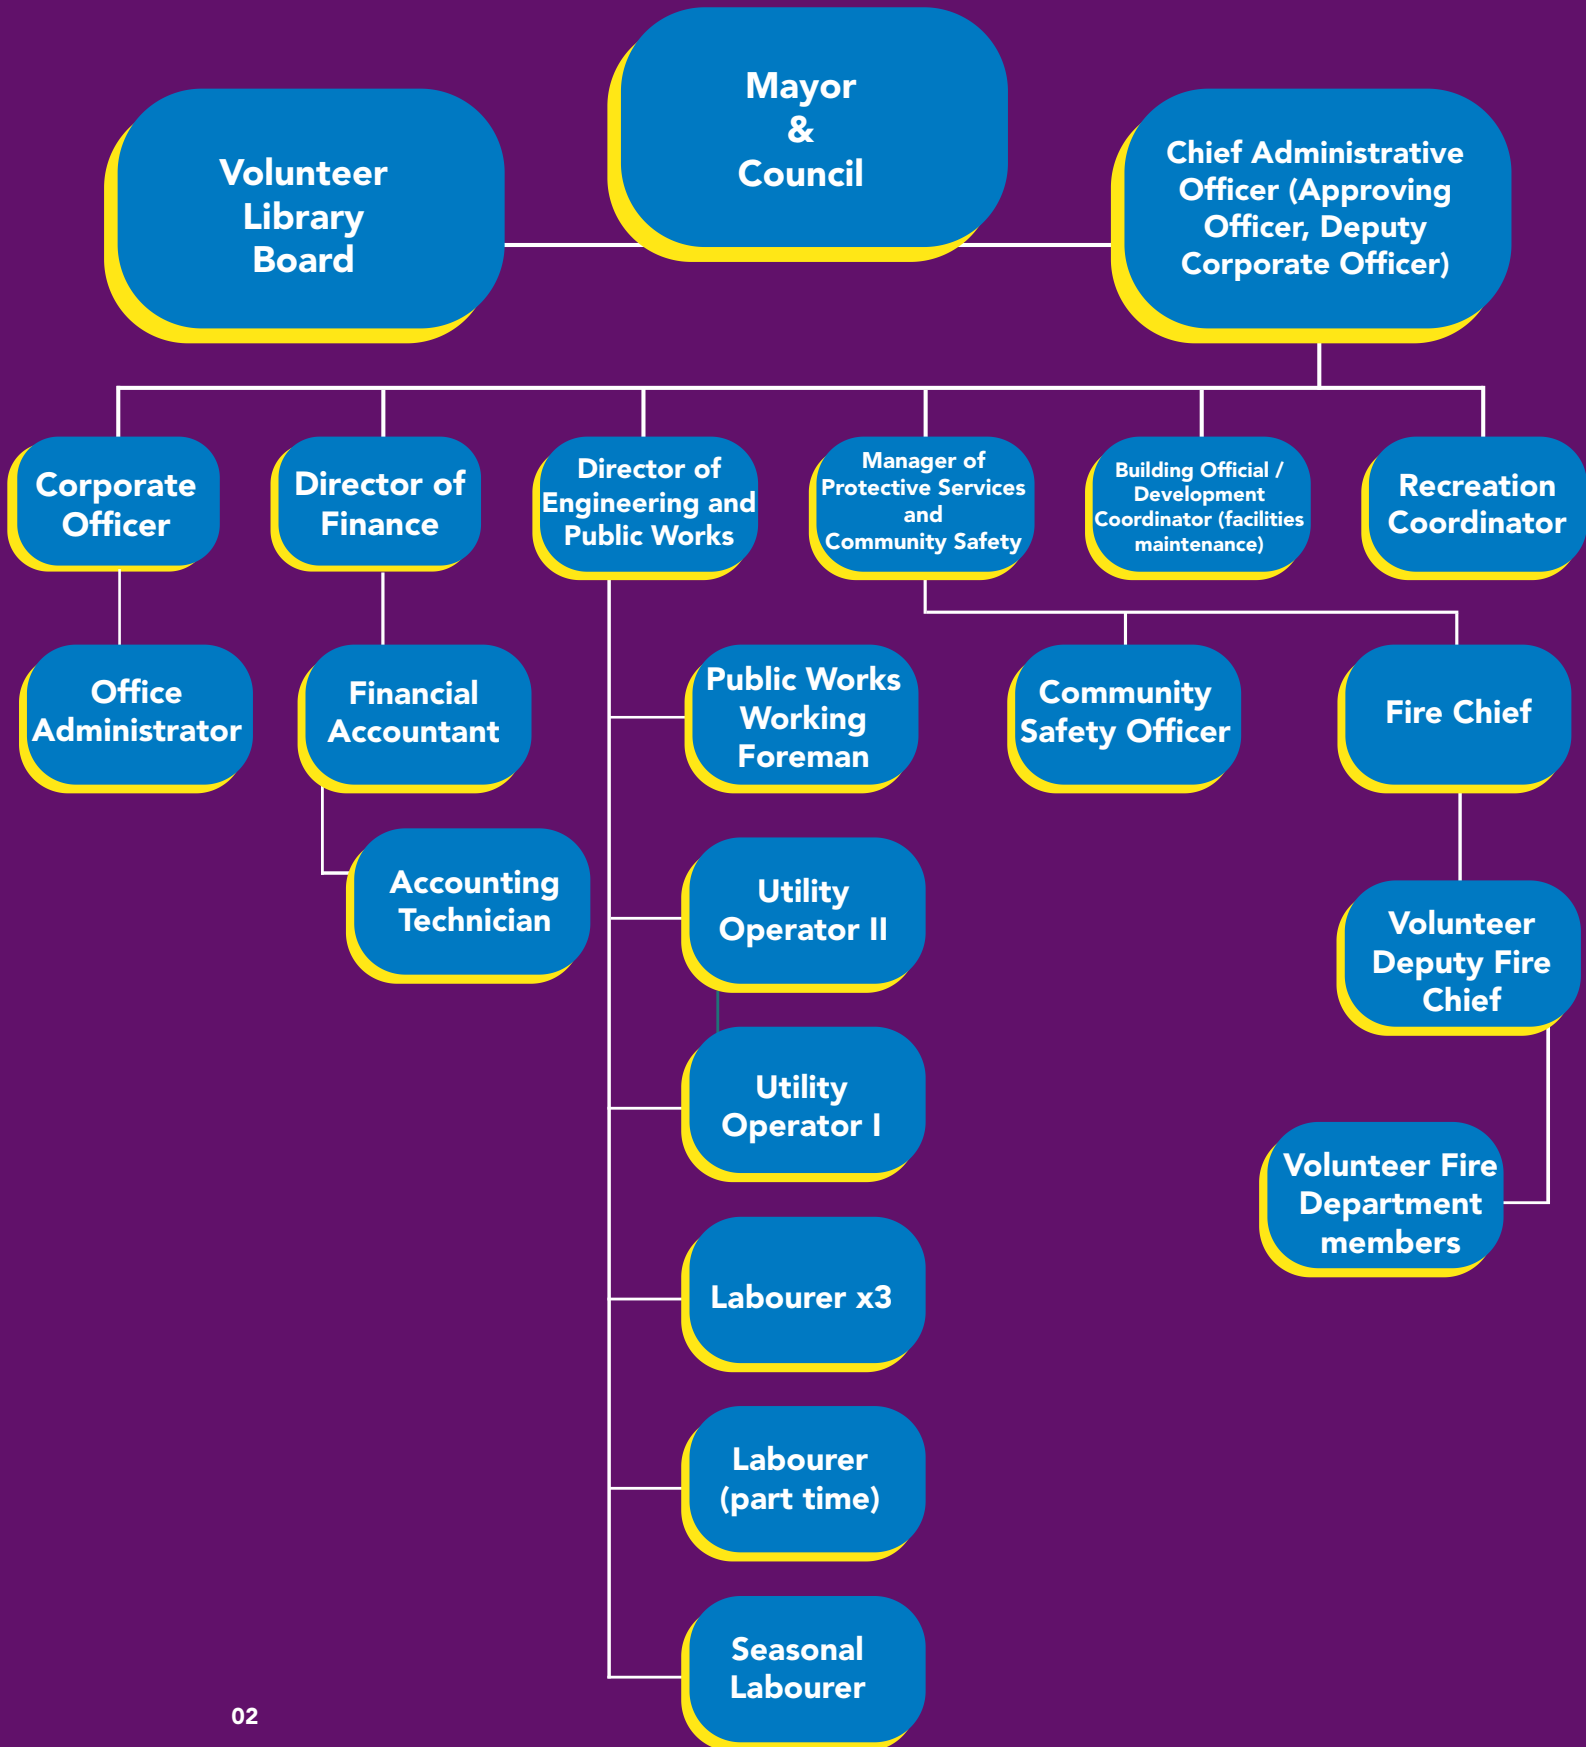 Mayor
&
Council
Volunteer
Library
Board
Chief Administrative
Officer (Approving
Officer, Deputy
Corporate Officer)
Corporate
Officer
Director of
Finance
Director of
Engineering and
Public Works
Manager of
Protective Services
and
Community Safety
Building Official /
Development
Coordinator (facilities
maintenance)
Recreation
Coordinator
Office
Administrator
Financial
Accountant
Public Works
Working
Foreman
Community
Safety Officer
Fire Chief
Accounting
Technician
Utility
Operator II
Volunteer
Deputy Fire
Chief
Utility
Operator I
Volunteer Fire
Department
members
Labourer x3
Labourer
(part time)
Seasonal
Labourer
02